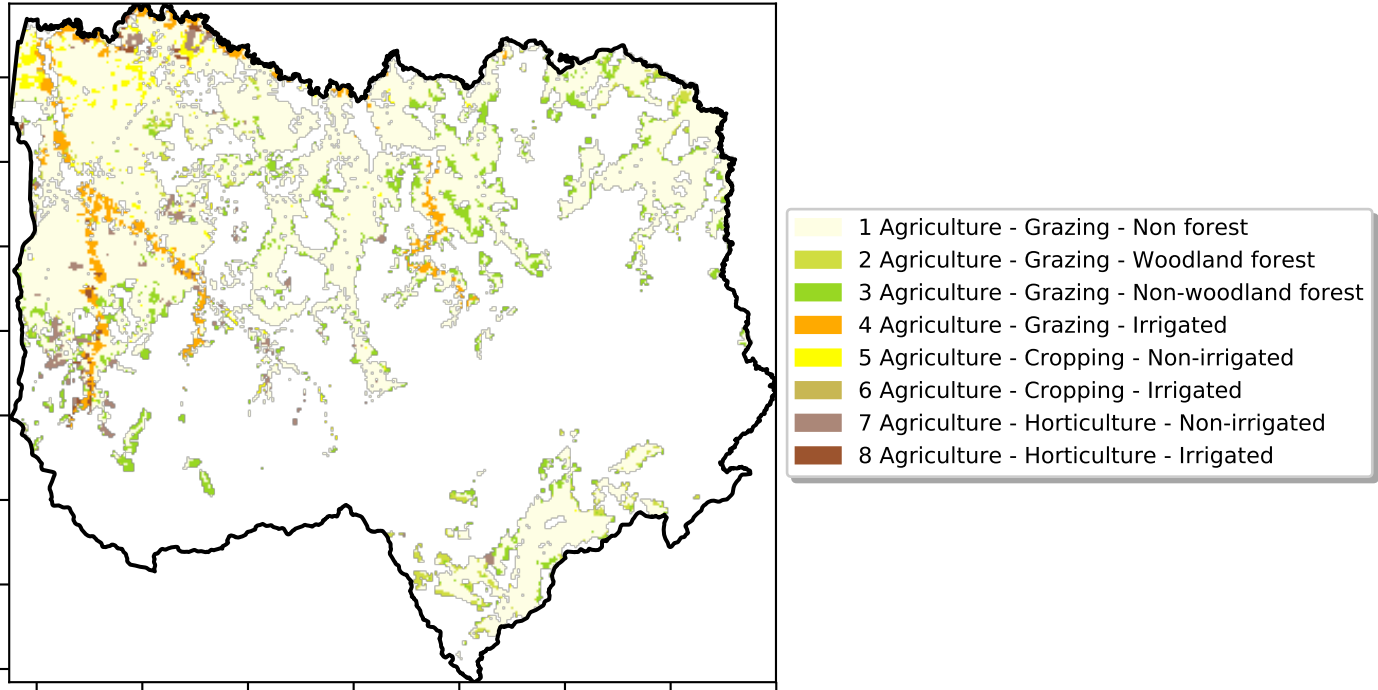 1 Agriculture - Grazing - Non forest
2 Agriculture - Grazing - Woodland forest
3 Agriculture - Grazing - Non-woodland forest
4 Agriculture - Grazing - Irrigated
5 Agriculture - Cropping - Non-irrigated
6 Agriculture - Cropping - Irrigated
7 Agriculture - Horticulture - Non-irrigated
8 Agriculture - Horticulture - Irrigated